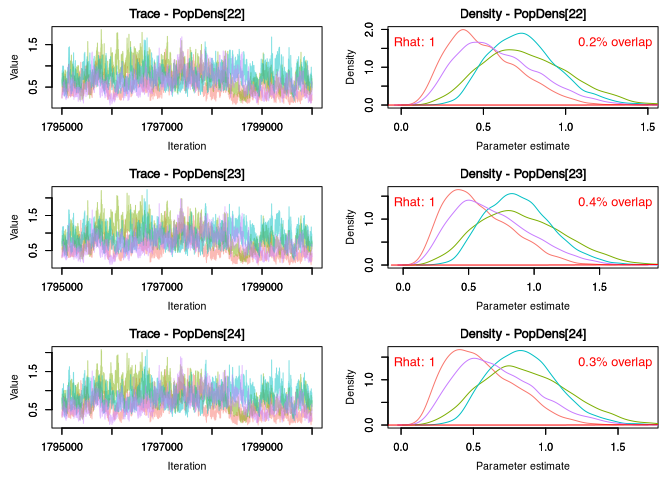 Trace - PopDens[22]
Value
0.5 1.5
1795000 1797000 1799000
Iteration
Density - PopDens[22]
Density
0.0 1.0 2.0
Rhat: 1 0.2% overlap
0.0 0.5 1.0 1.5
Parameter estimate
Trace - PopDens[23]
Value
0.5 1.5
1795000 1797000 1799000
Iteration
Density - PopDens[23]
Density
0.0 1.0
Rhat: 1 0.4% overlap
0.0 0.5 1.0 1.5
Parameter estimate
Trace - PopDens[24]
Value
0.5 1.5
1795000 1797000 1799000
Iteration
Density - PopDens[24]
Density
0.0 1.0
Rhat: 1 0.3% overlap
0.0 0.5 1.0 1.5
Parameter estimate